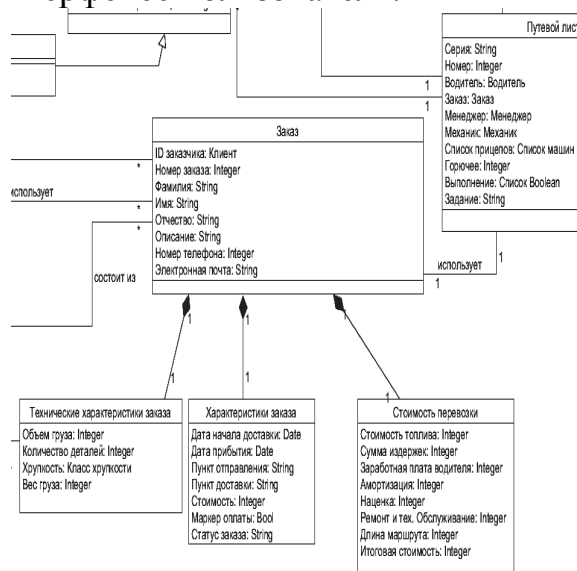 Путевой лист
Серия: String
Номер: Integer
Водитель: Водитель
Заказ: Заказ
Менеджер: Менеджер
Механик: Механик
Список прицепов: Список машин
Горючее: Integer
Выполнение: Список Boolean
Задание: String
1
1
Заказ
ID заказчика: Клиент
Номер заказа: Integer
Фамилия: String
Имя: String
Отчество: String
Описание: String
Номер телефона: Integer
Электронная почта: String
*
использует
*
*
состоит из
использует
1
1
1
1
1
1
1
1
Технические характеристики заказа
Объем груза: Integer
Количество деталей: Integer
Хрупкость: Класс хрупкости
Вес груза: Integer
Характеристики заказа
Дата начала доставки: Date
Дата прибытия: Date
Пункт отправления: String
Пункт доставки: String
Стоимость: Integer
Маркер оплаты: Bool
Статус заказа: String
Стоимость перевозки
Стоимость топлива: Integer
Сумма издержек: Integer
Заработная плата водителя: Integer
Амортизация: Integer
Наценка: Integer
Ремонт и тех. Обслуживание: Integer
Длина маршрута: Integer
Итоговая стоимость: Integer